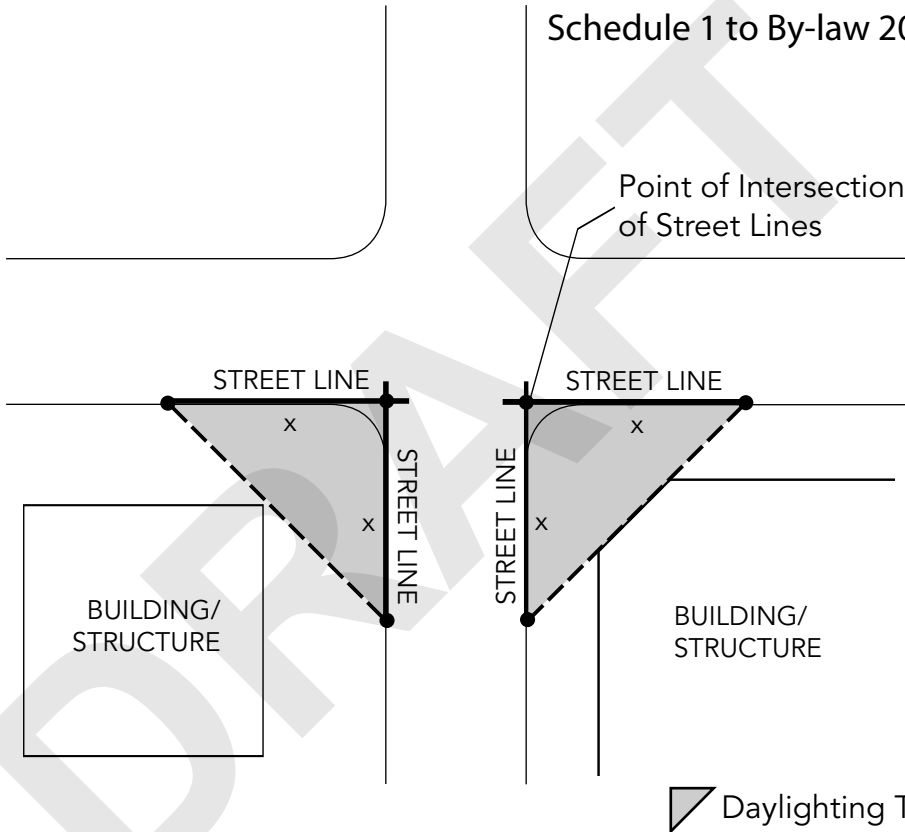 Schedule 1 to By-law
Point of Intersection
of Street Lines
STREET LINE
STREET LINE
x
x
STREET LINE
STREET LINE
x
x
BUILDING/
STRUCTURE
BUILDING/
STRUCTURE
Daylighting
DRAFT